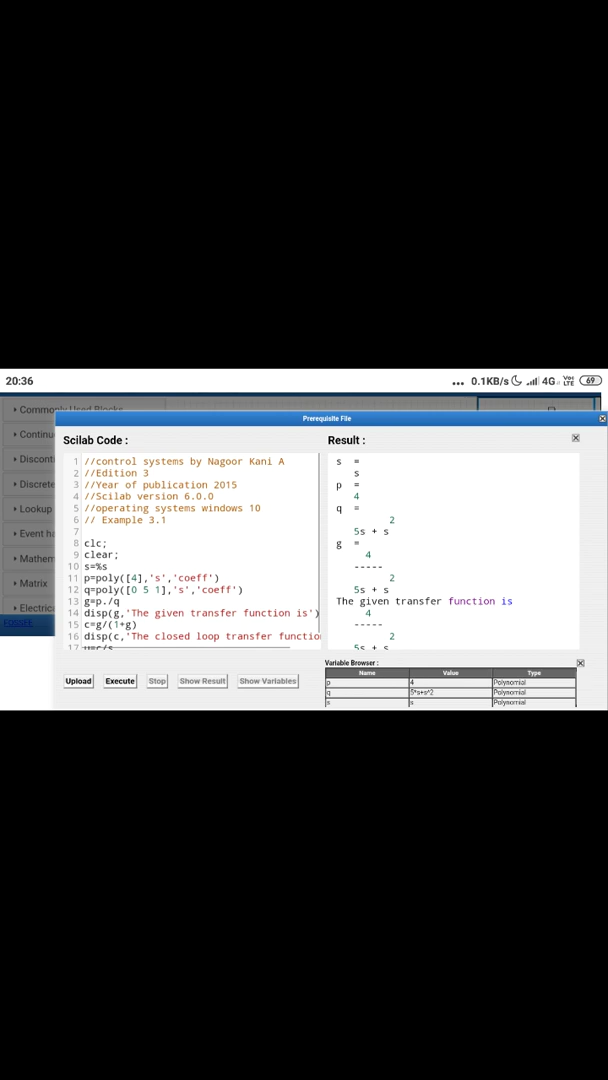 20:36
... 0.1KB/s 4G Vo LTE 69
Commonly Used Blocks
Continu
Discont
Discrete
Lookup
Event ha
Mathem
Matrix
Electric
FOSSEE
Prerequisite File
Scilab Code :
1 //control systems by Nagoor Kani A
2 //Edition 3
3 //Year of publication 2015
4 //Scilab version 6.0.0
5 //operating systems windows 10
6 // Example 3.1
7
8 clc;
9 clear;
10 s=%s
11 p=poly([4],'s','coeff')
12 q=poly([0 5 1],'s','coeff')
13 g=p./q
14 disp(g,'The given transfer function is')
15 c=g/(1+g)
16 disp(c,'The closed loop transfer functio
17
Upload Execute Stop Show Result Show Variables
Result :
s =
s
p =
4
q =
2
5s + s
g =
4
-----
2
5s + s
The given transfer function is
4
-----
2
5s + s
Variable Browser :
Name Value Type
p 4 Polynomial
q 5*s+s^2 Polynomial
s s Polynomial